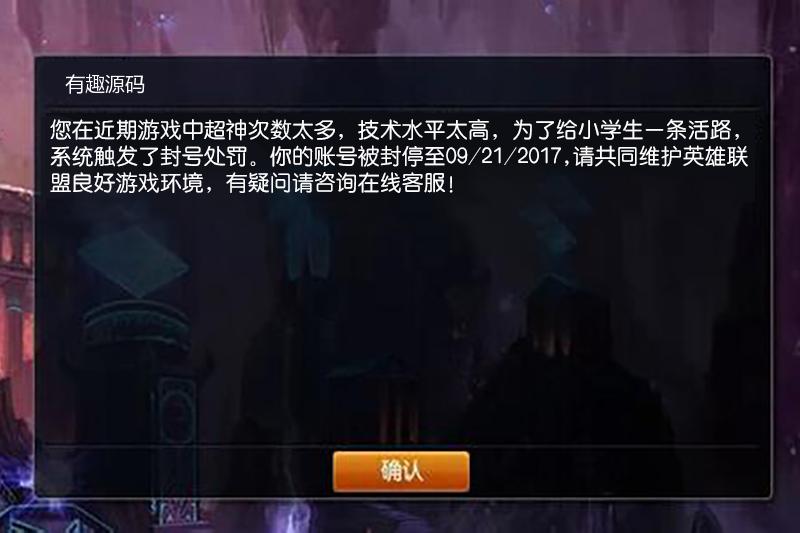 有趣源码
您在近期游戏中超神次数太多，技术水平太高，为了给小学生一条活路，
系统触发了封号处罚。你的账号被封停至09/21/2017,请共同维护英雄联
盟良好游戏环境，有疑问请咨询在线客服！
确认